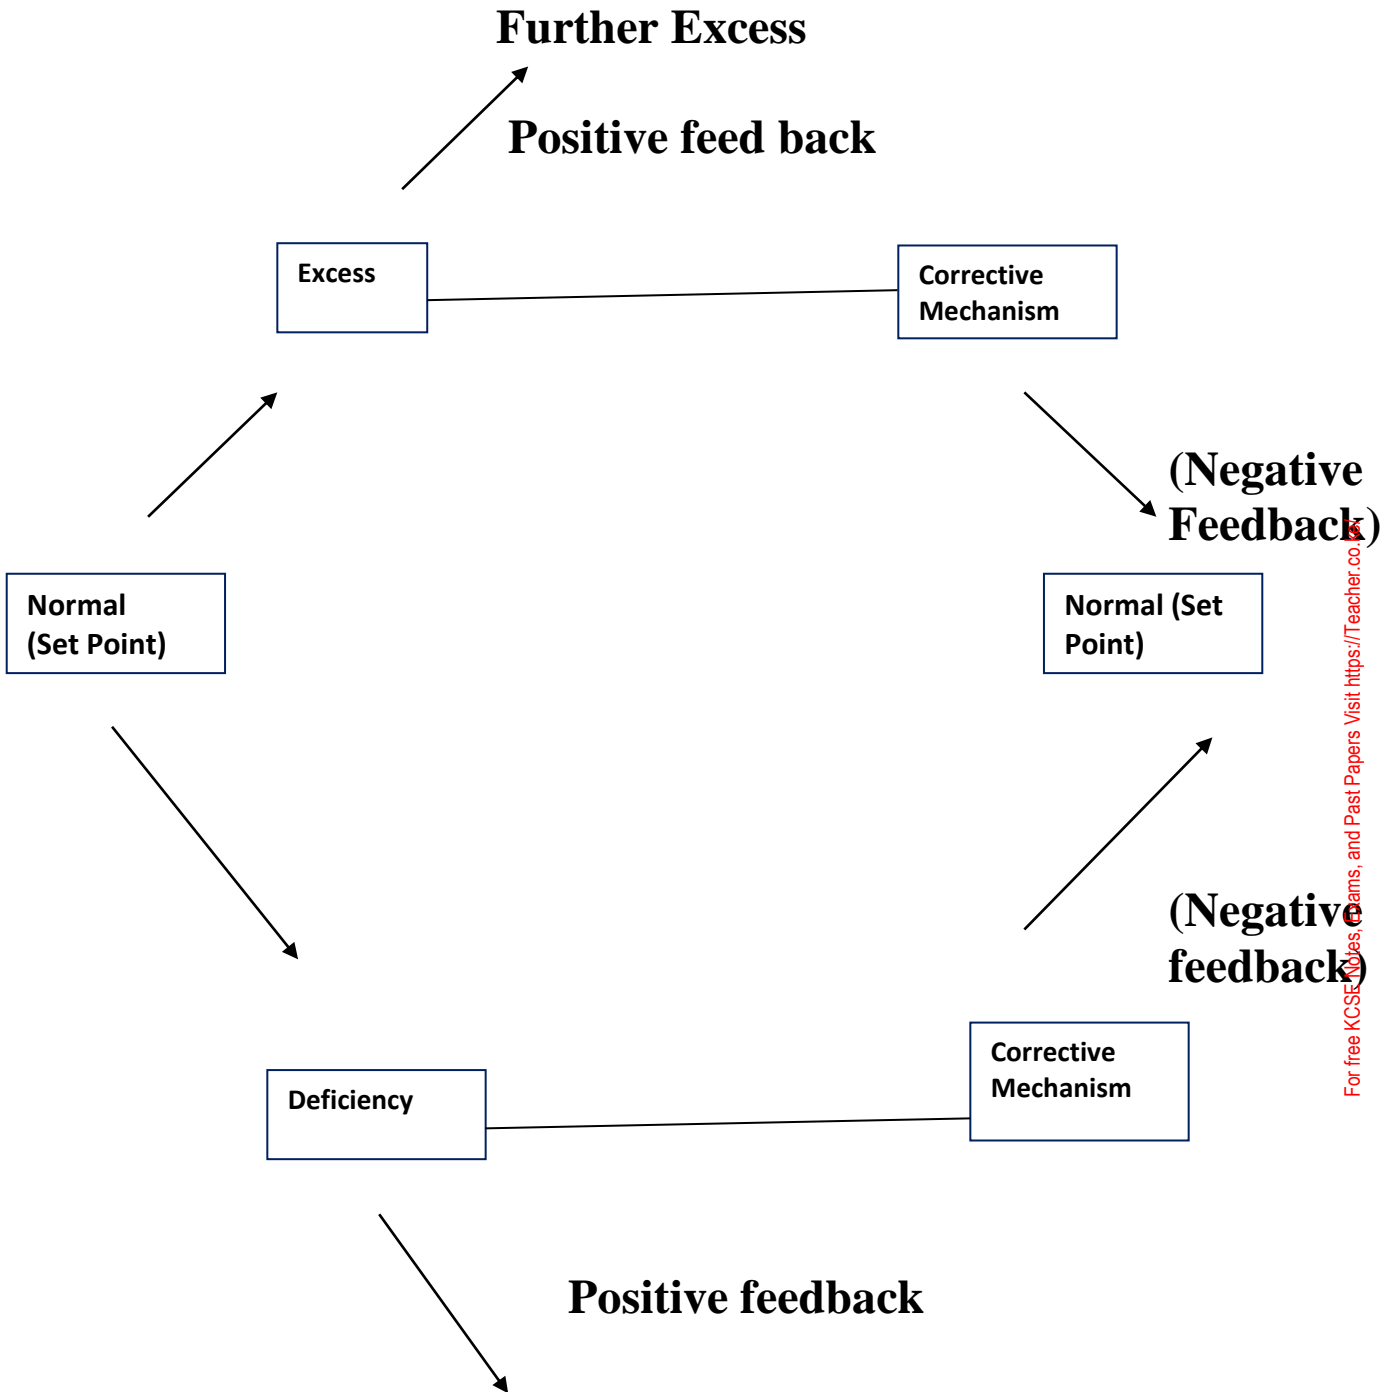 Further Excess
Positive feed back
Excess
Corrective
Mechanism
(Negative
Feedback)
Normal
(Set Point)
Normal (Set
Point)
(Negative
feedback)
Corrective
Mechanism
Deficiency
Positive feedback
For free KCSE Notes, Exams, and Past Papers Visit https://Teacher.co.ke/